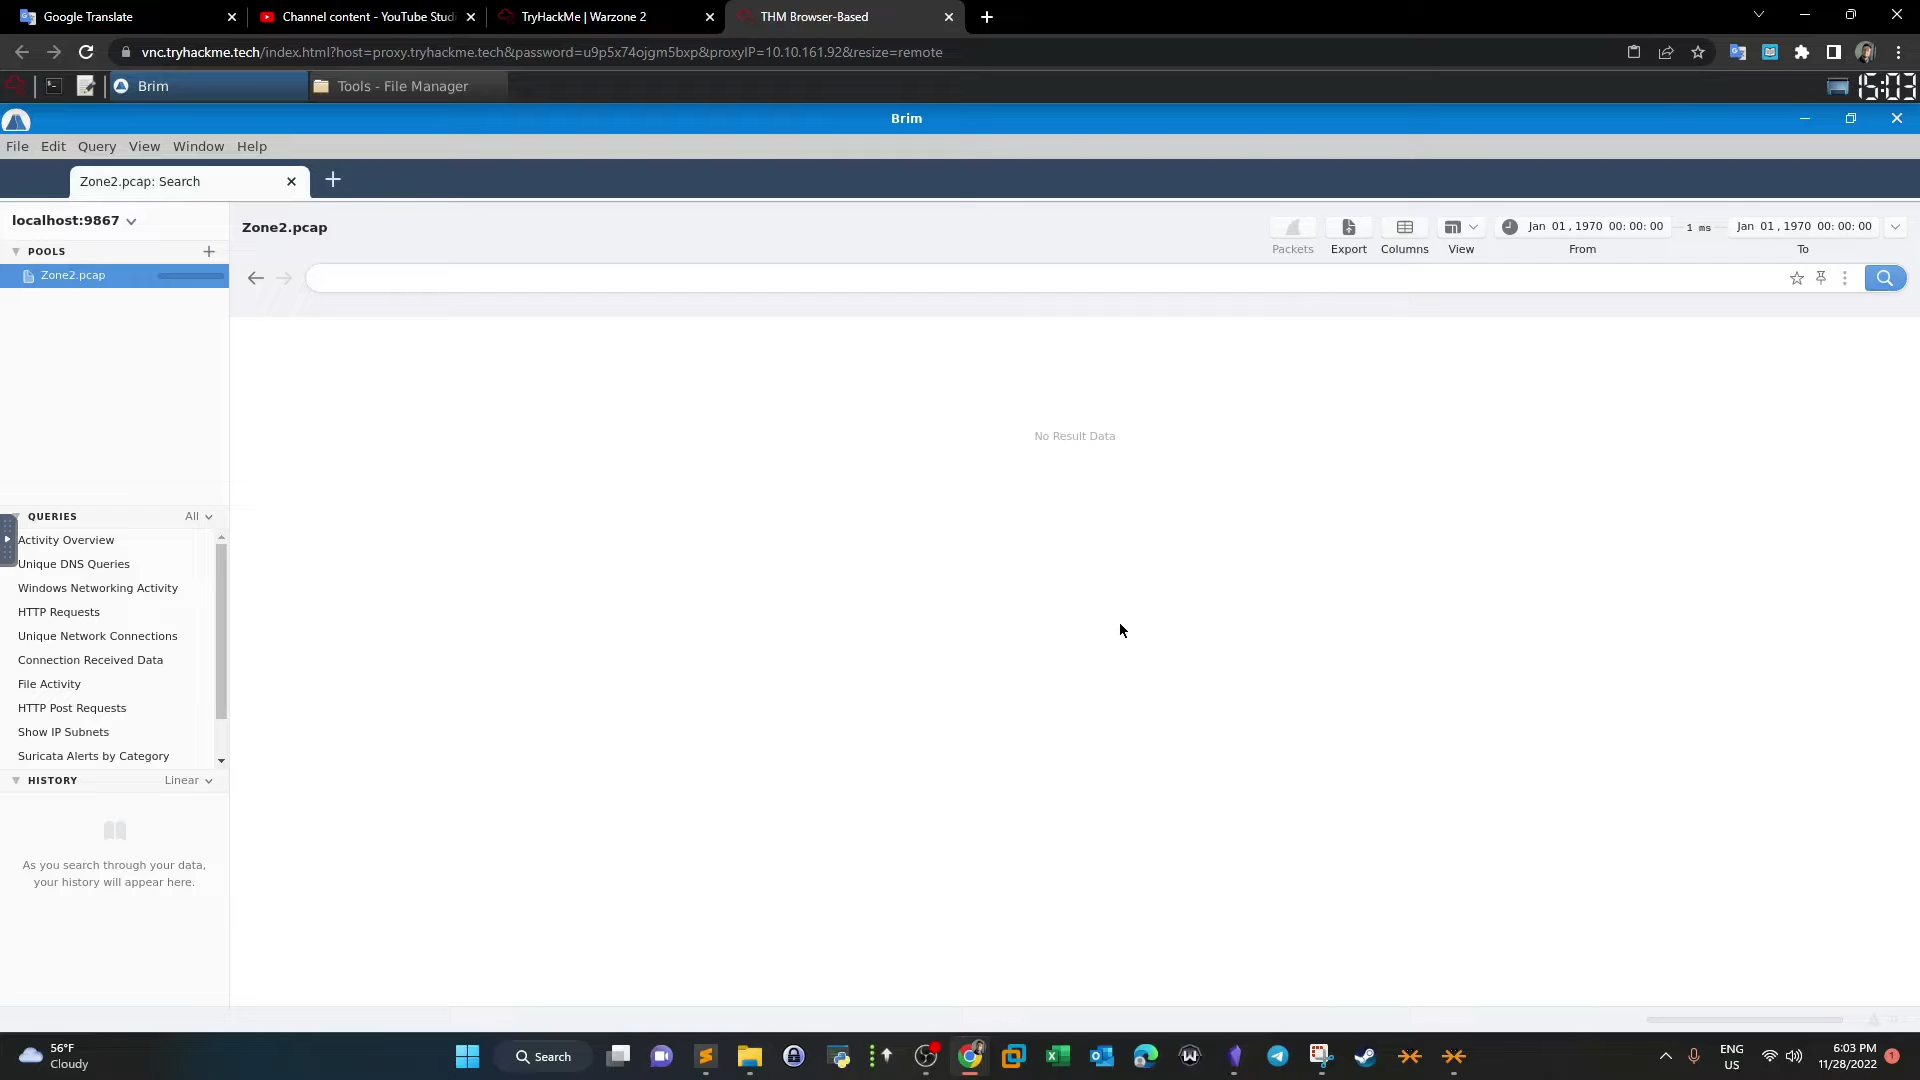 Google Translate
Channel content - YouTube Studi
TryHackMe | Warzone 2
THM Browser-Based
vnc.tryhackme.tech/index.html?host=proxy.tryhackme.tech&password=u9p5x74ojgm5bxp&proxyIP=10.10.161.92&resize=remote
Brim
Tools - File Manager
15:03
Brim
File Edit Query View Window Help
Zone2.pcap: Search
localhost:9867
Zone2.pcap
Packets
Export
Columns
View
Jan 01, 1970 00:00:00
1 ms
Jan 01, 1970 00:00:00
From
To
POOLS
Zone2.pcap
No Result Data
QUERIES
All
Activity Overview
Unique DNS Queries
Windows Networking Activity
HTTP Requests
Unique Network Connections
Connection Received Data
File Activity
HTTP Post Requests
Show IP Subnets
Suricata Alerts by Category
HISTORY
Linear
As you search through your data,
your history will appear here.
56°F
Cloudy
Search
ENG
US
6:03 PM
11/28/2022
1